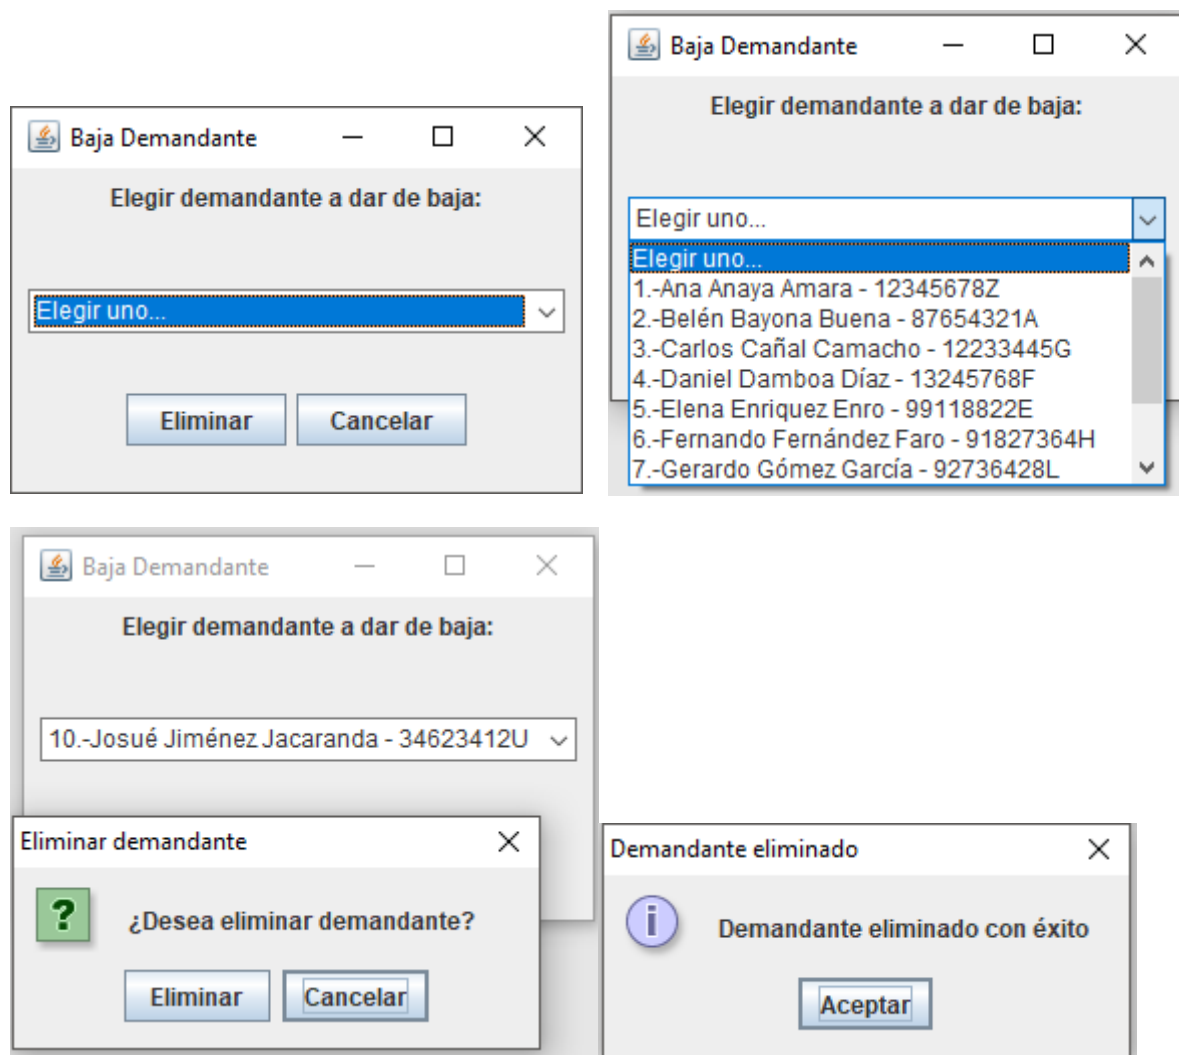 Baja Demandante
Elegir demandante a dar de baja:
Elegir uno...
Eliminar Cancelar
Baja Demandante
Elegir demandante a dar de baja:
Elegir uno...
Elegir uno...
1.-Ana Anaya Amara - 12345678Z
2.-Belén Bayona Buena - 87654321A
3.-Carlos Cañal Camacho - 12233445G
4.-Daniel Damboa Díaz - 13245768F
5.-Elena Enriquez Enro - 99118822E
6.-Fernando Fernández Faro - 91827364H
7.-Gerardo Gómez García - 92736428L
Baja Demandante
Elegir demandante a dar de baja:
10.-Josué Jiménez Jacaranda - 34623412U
Eliminar demandante
¿Desea eliminar demandante?
Eliminar Cancelar
Demandante eliminado
Demandante eliminado con éxito
Aceptar